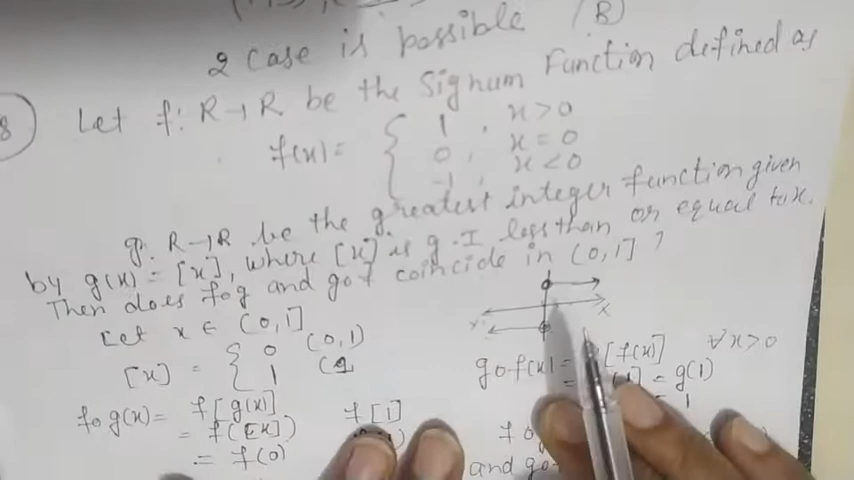 2 case is possible (B)
8 Let f: R→R be the Signum Function defined as
f(x) = { 1, x>0
0, x=0
-1, x<0
g: R→R be the greatest integer function given
by g(x) = [x], where [x] is g.I less than or equal to x.
Then does fog and gof coincide in (0,1] ?
Let x ∈ (0,1]
[x] = { 0 (0,1)
1
X' X
fog(x) = f[g(x)]
= f([x])
= f(0)
f[1]
gof(x) = [f(x)] ∀x>0
= g(1)
1
and go